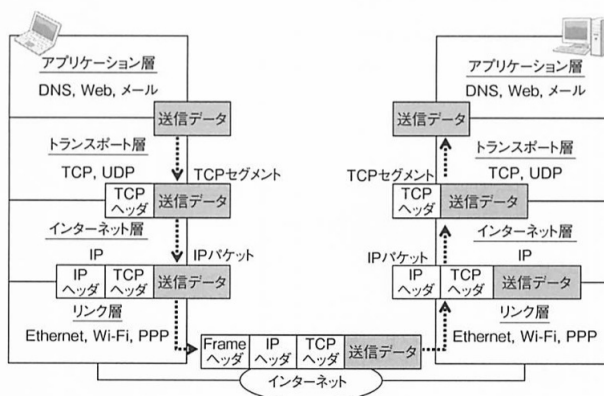 アプリケーション層
DNS, Web, メール
送信データ
トランスポート層
TCP, UDP
TCPセグメント
TCP
ヘッダ
送信データ
インターネット層
IP
IPパケット
IP
ヘッダ
TCP
ヘッダ
送信データ
リンク層
Ethernet, Wi-Fi, PPP
Frame
ヘッダ
IP
ヘッダ
TCP
ヘッダ
送信データ
インターネット
アプリケーション層
DNS, Web, メール
送信データ
トランスポート層
TCP, UDP
TCPセグメント
TCP
ヘッダ
送信データ
インターネット層
IP
IPパケット
IP
ヘッダ
TCP
ヘッダ
送信データ
リンク層
Ethernet, Wi-Fi, PPP